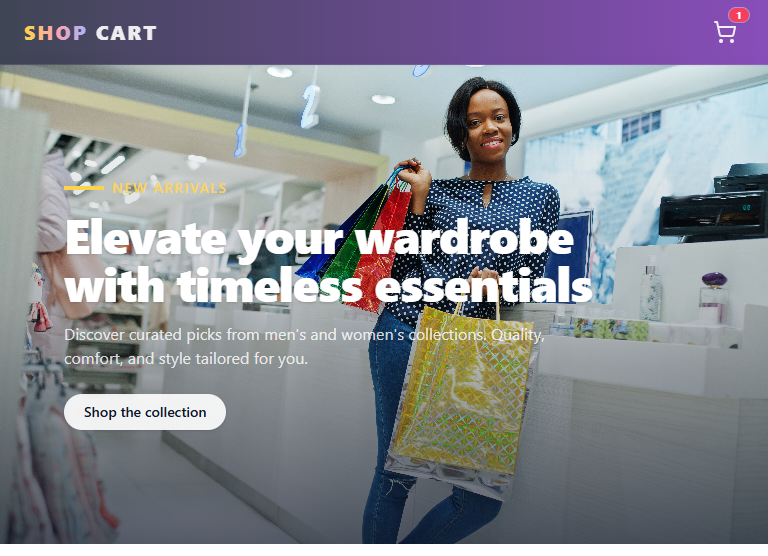 SHOP CART
1
NEW ARRIVALS
Elevate your wardrobe
with timeless essentials
Discover curated picks from men's and women's collections. Quality,
comfort, and style tailored for you.
Shop the collection